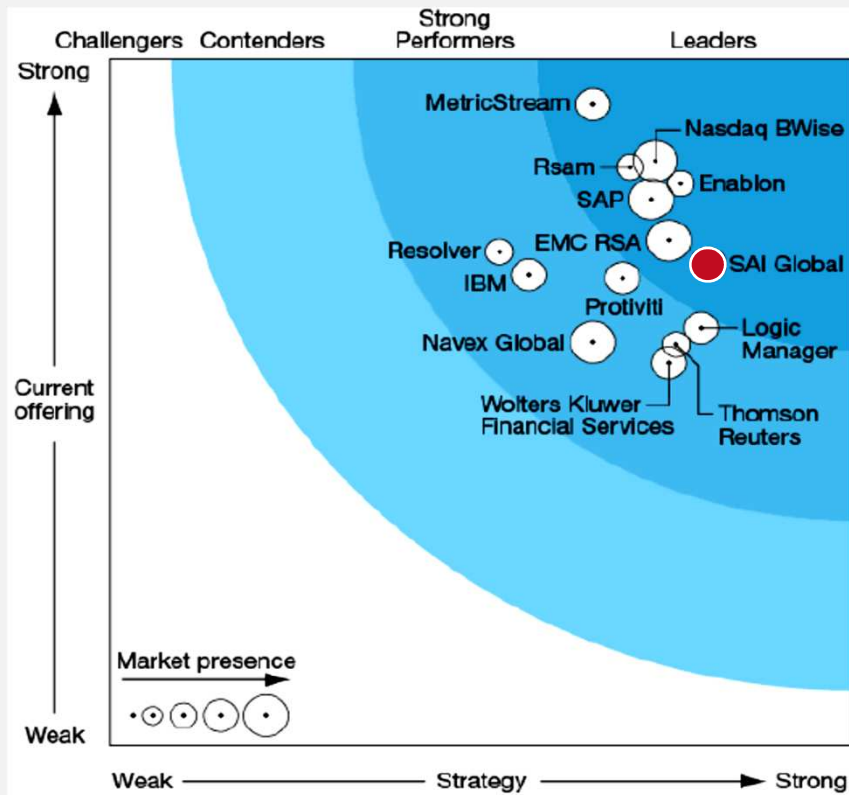 Strong
Challengers Contenders Performers Leaders
Strong
MetricStream
Nasdaq BWise
Rsam
Enablon
SAP
EMC RSA
Resolver
SAI Global
IBM
Protiviti
Logic
Manager
Navex Global
Current
offering
Wolters Kluwer
Financial Services
Thomson
Reuters
Market presence
Weak
Weak Strategy Strong